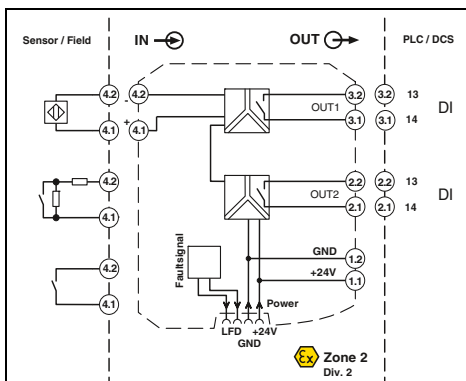 Sensor / Field IN OUT PLC / DCS
4.2 - 4.2 3.2 3.2 13
OUT1 DI
4.1 + 4.1 3.1 3.1 14
4.2 2.2 2.2 13
OUT2 DI
4.1 2.1 2.1 14
Faultsignal
GND 1.2
4.2
+24V 1.1
4.1
Power
LFD +24V
GND
Ex Zone 2
Div. 2